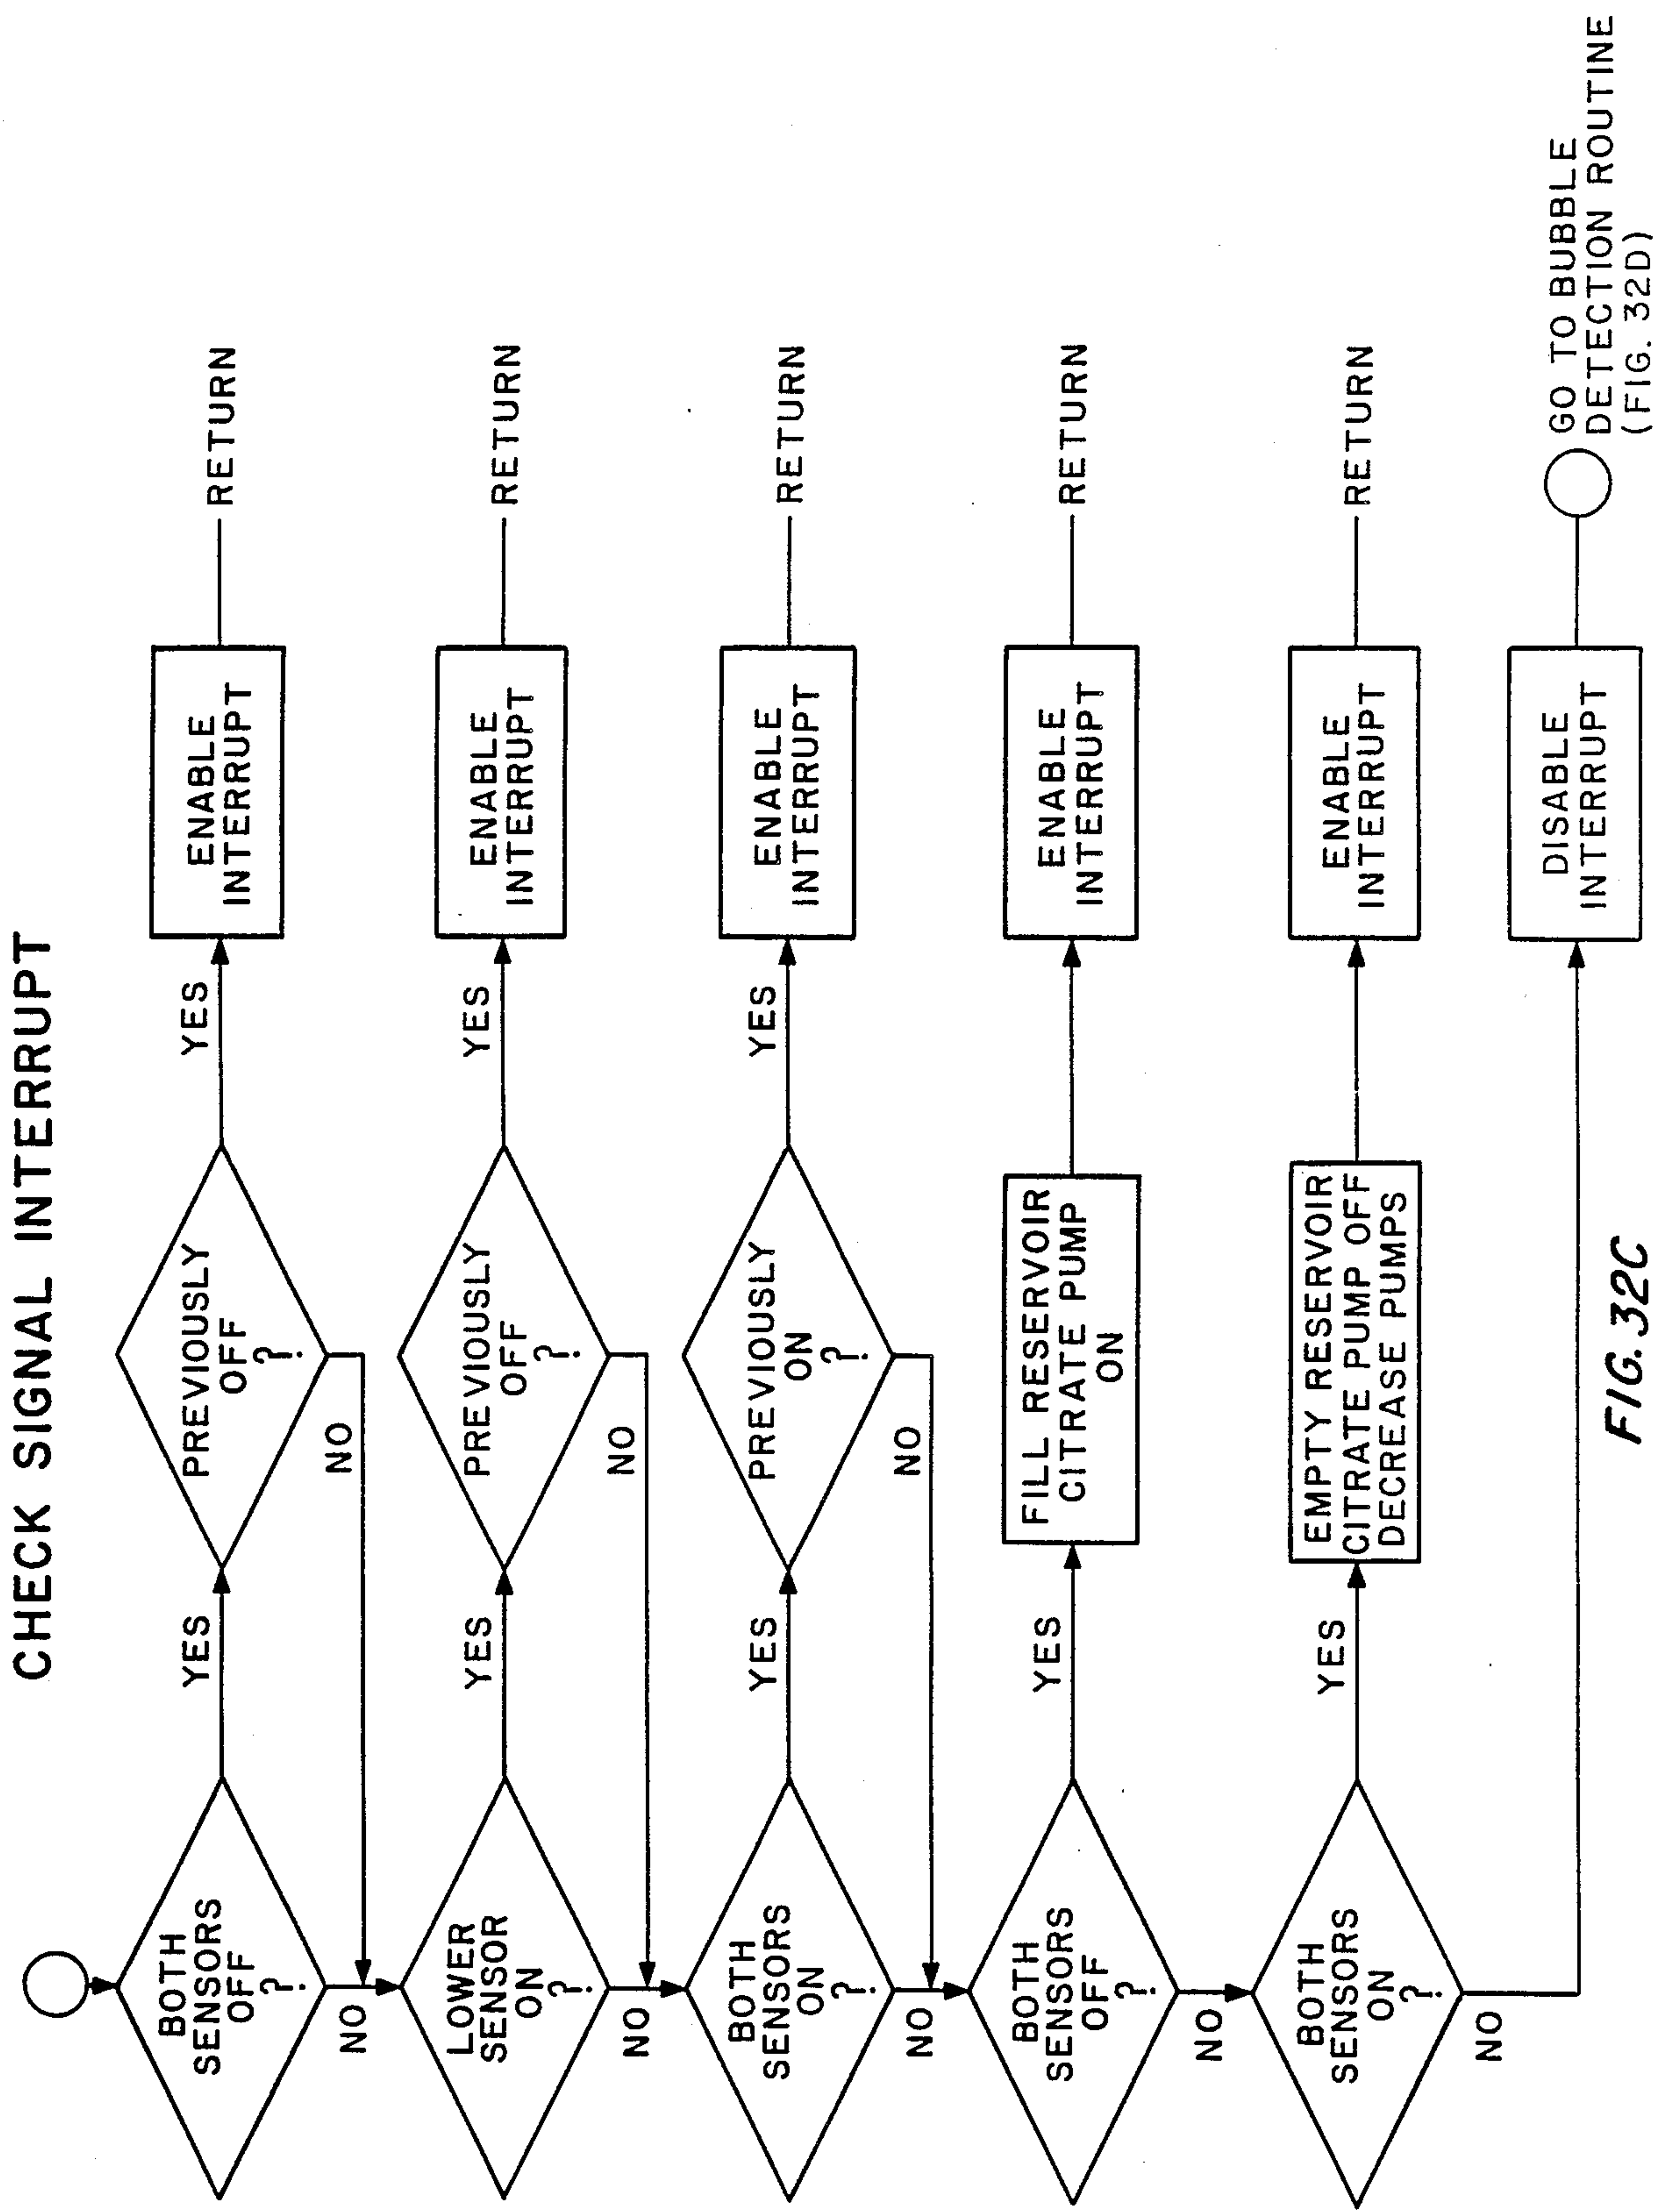 CHECK SIGNAL INTERRUPT
BOTH
SENSORS
OFF
?
YES
PREVIOUSLY
OFF
?
YES
ENABLE
INTERRUPT
RETURN
NO
NO
LOWER
SENSOR
ON
?
YES
PREVIOUSLY
OFF
?
YES
ENABLE
INTERRUPT
RETURN
NO
NO
BOTH
SENSORS
ON
?
YES
PREVIOUSLY
ON
?
YES
ENABLE
INTERRUPT
RETURN
NO
NO
BOTH
SENSORS
OFF
?
YES
FILL RESERVOIR
CITRATE PUMP
ON
ENABLE
INTERRUPT
RETURN
NO
BOTH
SENSORS
ON
?
YES
EMPTY RESERVOIR
CITRATE PUMP OFF
DECREASE PUMPS
ENABLE
INTERRUPT
RETURN
NO
DISABLE
INTERRUPT
GO TO BUBBLE
DETECTION ROUTINE
(FIG. 32D)
FIG. 32C